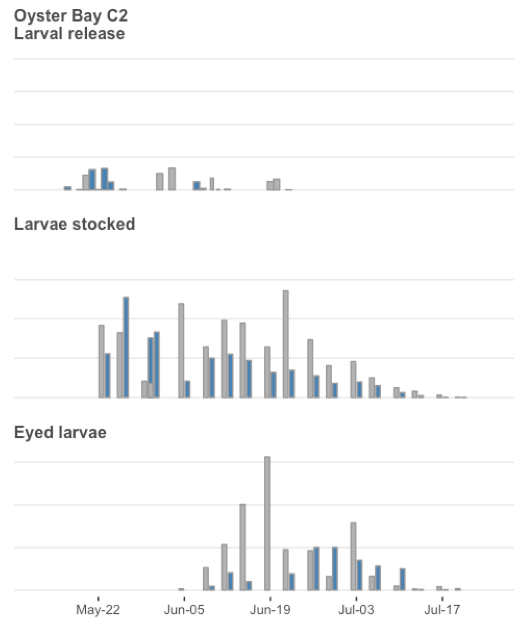 Oyster Bay C2
Larval release
Larvae stocked
Eyed larvae
May-22 Jun-05 Jun-19 Jul-03 Jul-17